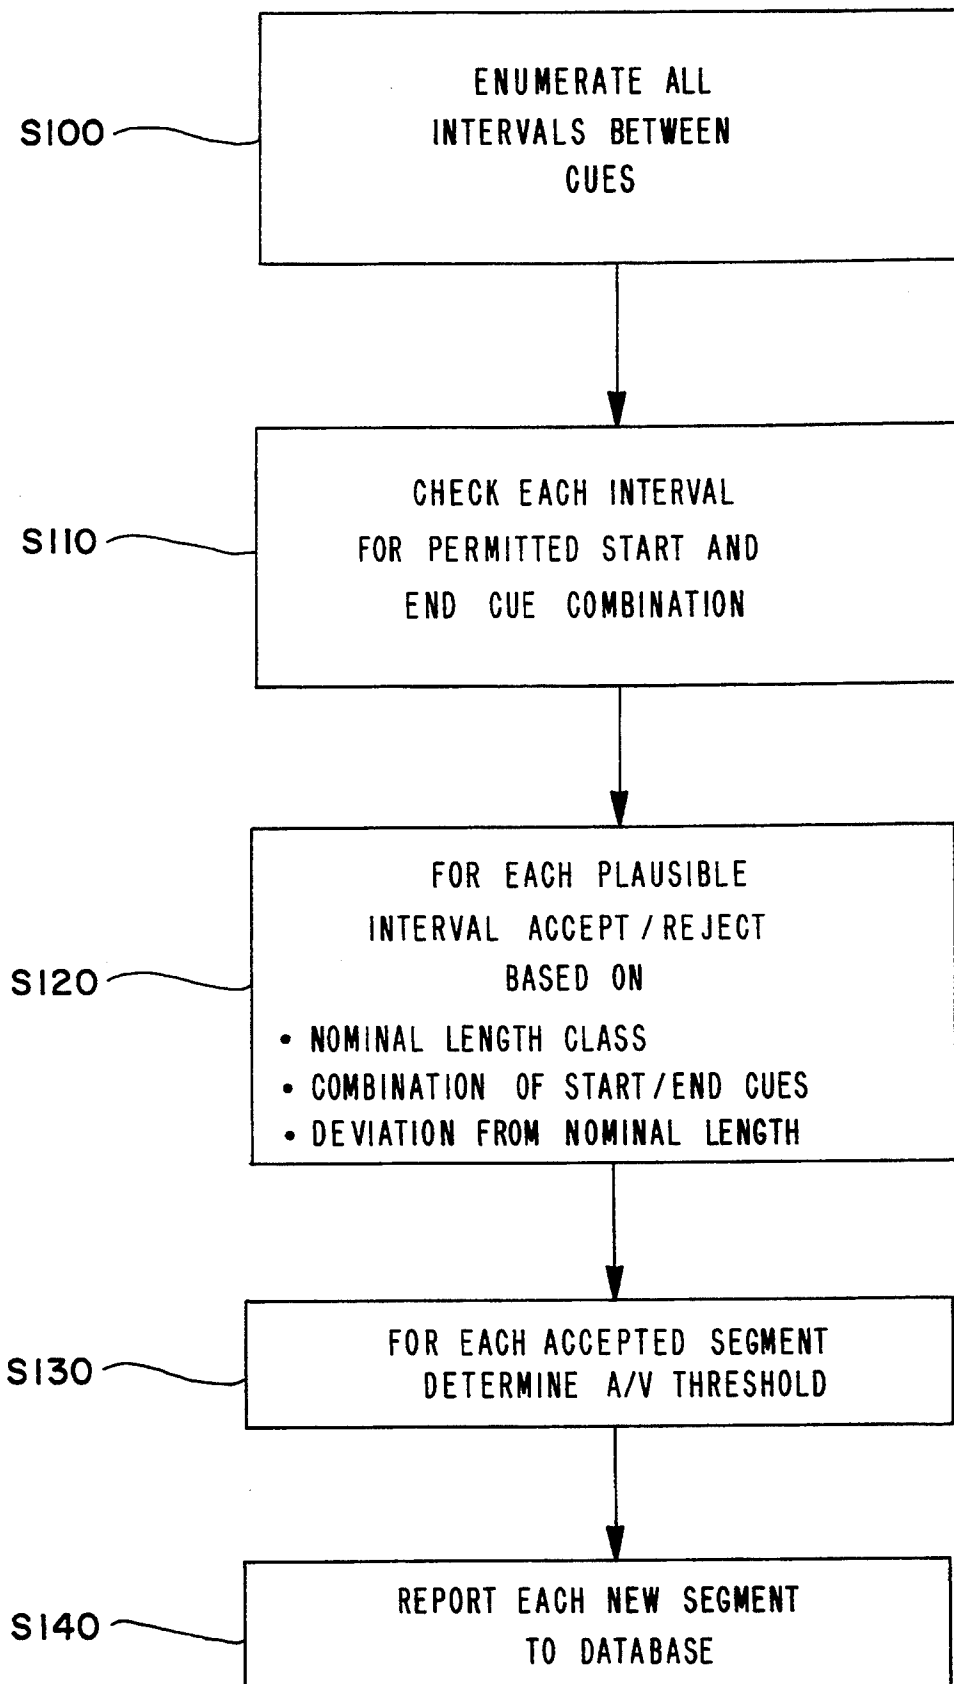 S100
ENUMERATE ALL
INTERVALS BETWEEN
CUES
S110
CHECK EACH INTERVAL
FOR PERMITTED START AND
END CUE COMBINATION
S120
FOR EACH PLAUSIBLE
INTERVAL ACCEPT / REJECT
BASED ON
• NOMINAL LENGTH CLASS
• COMBINATION OF START/END CUES
• DEVIATION FROM NOMINAL LENGTH
S130
FOR EACH ACCEPTED SEGMENT
DETERMINE A/V THRESHOLD
S140
REPORT EACH NEW SEGMENT
TO DATABASE